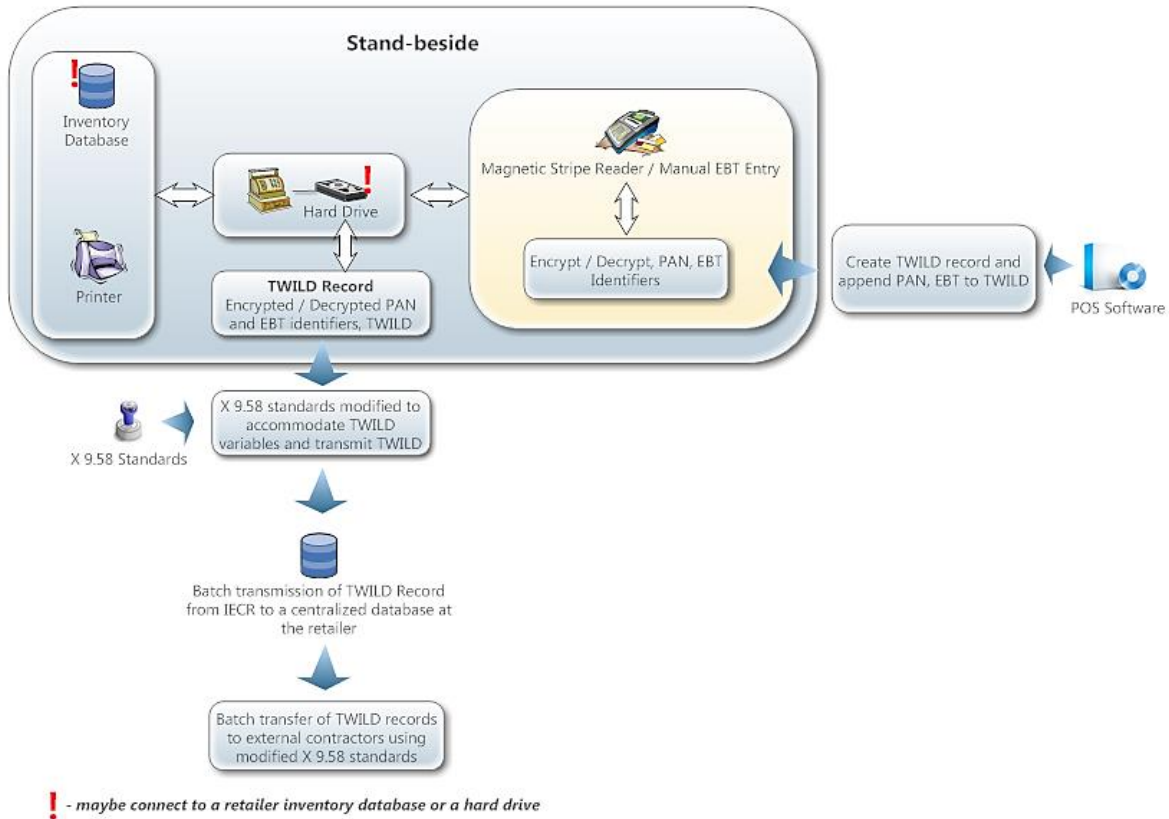 Stand-beside
!
Inventory
Database
Printer
!
Hard Drive
TWILD Record
Encrypted / Decrypted PAN
and EBT identifiers, TWILD
Magnetic Stripe Reader / Manual EBT Entry
Encrypt / Decrypt, PAN, EBT
Identifiers
Create TWILD record and
append PAN, EBT to TWILD
POS Software
X 9.58 Standards
X 9.58 standards modified to
accommodate TWILD
variables and transmit TWILD
Batch transmission of TWILD Record
from IECR to a centralized database at
the retailer
Batch transfer of TWILD records
to external contractors using
modified X 9.58 standards
! - maybe connect to a retailer inventory database or a hard drive